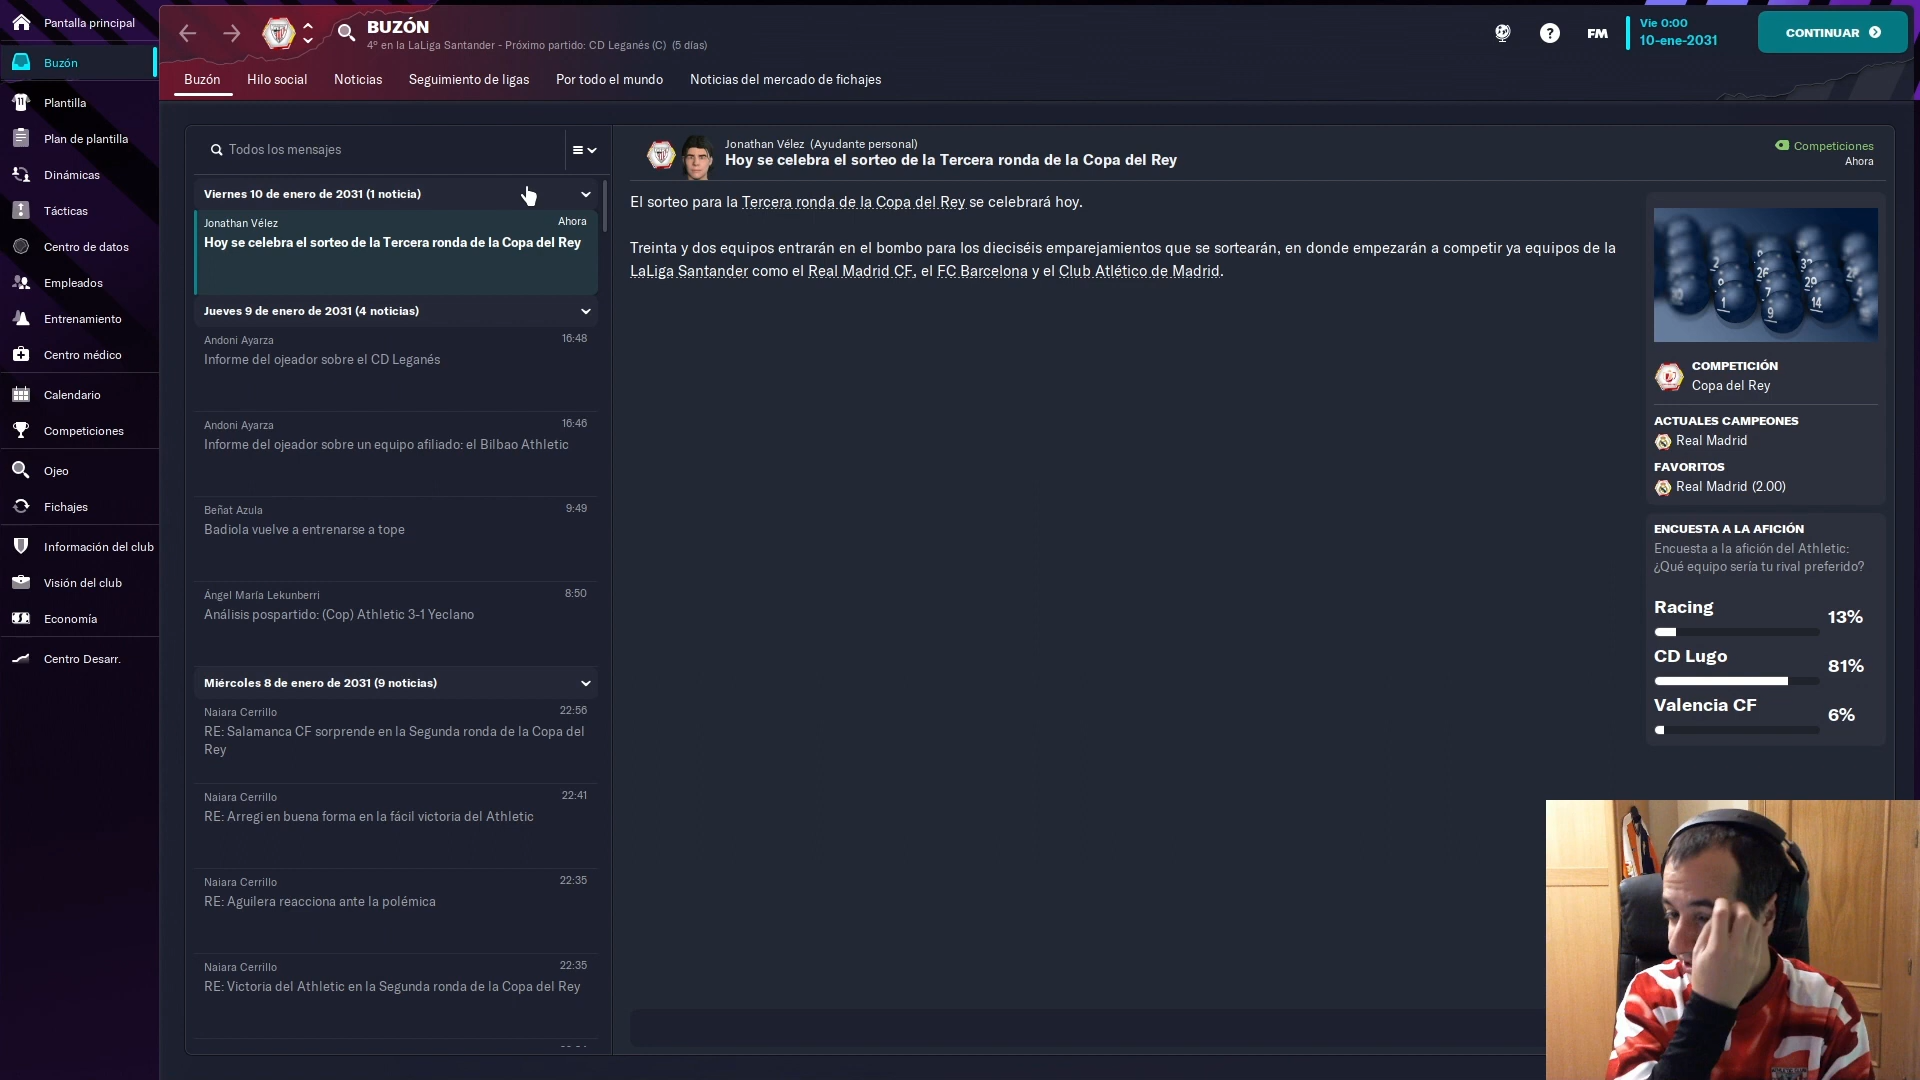 Pantalla principal
Buzón
Plantilla
Plan de plantilla
Dinámicas
Tácticas
Centro de datos
Empleados
Entrenamiento
Centro médico
Calendario
Competiciones
Ojeo
Fichajes
Información del club
Visión del club
Economía
Centro Desarr.
BUZÓN
4º en la LaLiga Santander - Próximo partido: CD Leganés (C) (5 días)
FM
Vie 0:00
10-ene-2031
CONTINUAR
Buzón
Hilo social
Noticias
Seguimiento de ligas
Por todo el mundo
Noticias del mercado de fichajes
Todos los mensajes
Viernes 10 de enero de 2031 (1 noticia)
Jonathan Vélez
Ahora
Hoy se celebra el sorteo de la Tercera ronda de la Copa del Rey
Jueves 9 de enero de 2031 (4 noticias)
Andoni Ayarza
16:48
Informe del ojeador sobre el CD Leganés
Andoni Ayarza
16:46
Informe del ojeador sobre un equipo afiliado: el Bilbao Athletic
Beñat Azula
9:49
Badiola vuelve a entrenarse a tope
Ángel María Lekunberri
8:50
Análisis pospartido: (Cop) Athletic 3-1 Yeclano
Miércoles 8 de enero de 2031 (9 noticias)
Naiara Cerrillo
22:56
RE: Salamanca CF sorprende en la Segunda ronda de la Copa del
Rey
Naiara Cerrillo
22:41
RE: Arregi en buena forma en la fácil victoria del Athletic
Naiara Cerrillo
22:35
RE: Aguilera reacciona ante la polémica
Naiara Cerrillo
22:35
RE: Victoria del Athletic en la Segunda ronda de la Copa del Rey
Jonathan Vélez (Ayudante personal)
Hoy se celebra el sorteo de la Tercera ronda de la Copa del Rey
Competiciones
Ahora
El sorteo para la Tercera ronda de la Copa del Rey se celebrará hoy.
Treinta y dos equipos entrarán en el bombo para los dieciséis emparejamientos que se sortearán, en donde empezarán a competir ya equipos de la
LaLiga Santander como el Real Madrid CF, el FC Barcelona y el Club Atlético de Madrid.
COMPETICIÓN
Copa del Rey
ACTUALES CAMPEONES
Real Madrid
FAVORITOS
Real Madrid (2.00)
ENCUESTA A LA AFICIÓN
Encuesta a la afición del Athletic:
¿Qué equipo sería tu rival preferido?
Racing
13%
CD Lugo
81%
Valencia CF
6%